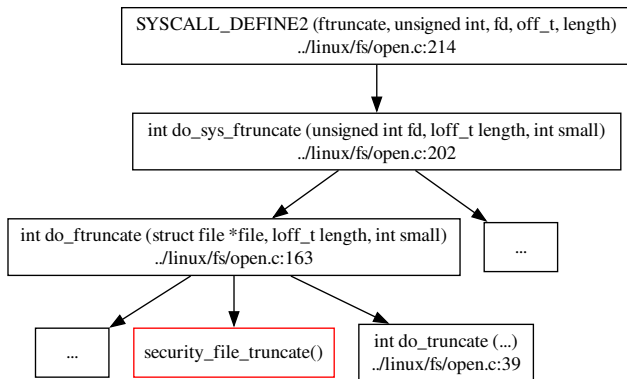 SYSCALL_DEFINE2 (ftruncate, unsigned int, fd, off_t, length)
../linux/fs/open.c:214
int do_sys_ftruncate (unsigned int fd, loff_t length, int small)
../linux/fs/open.c:202
int do_ftruncate (struct file *file, loff_t length, int small)
../linux/fs/open.c:163
...
...
security_file_truncate()
int do_truncate (...)
../linux/fs/open.c:39